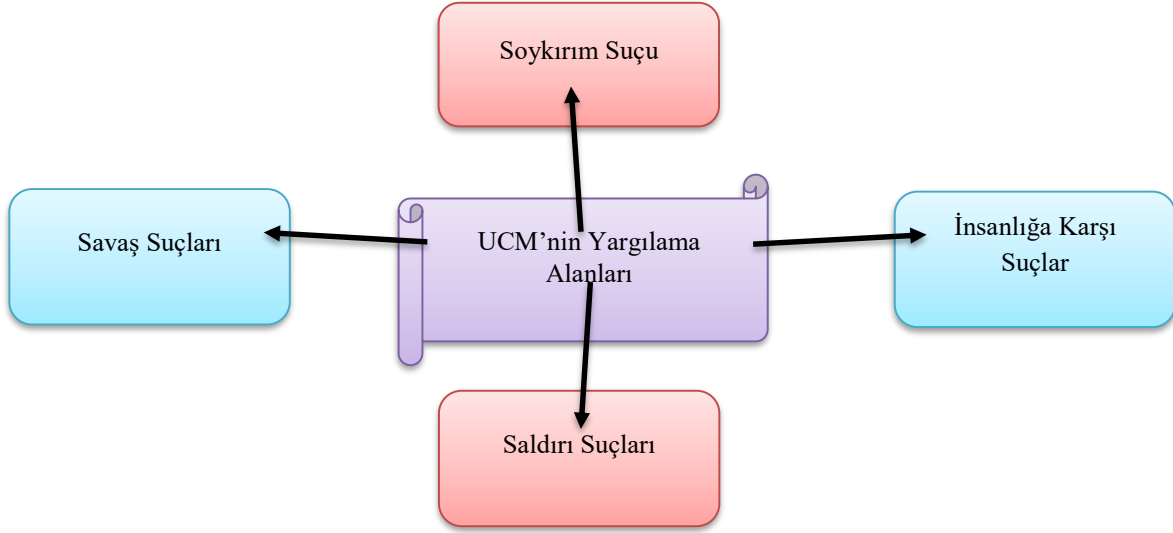 Soykırım Suçu
Savaş Suçları
UCM’nin Yargılama
Alanları
İnsanlığa Karşı
Suçlar
Saldırı Suçları